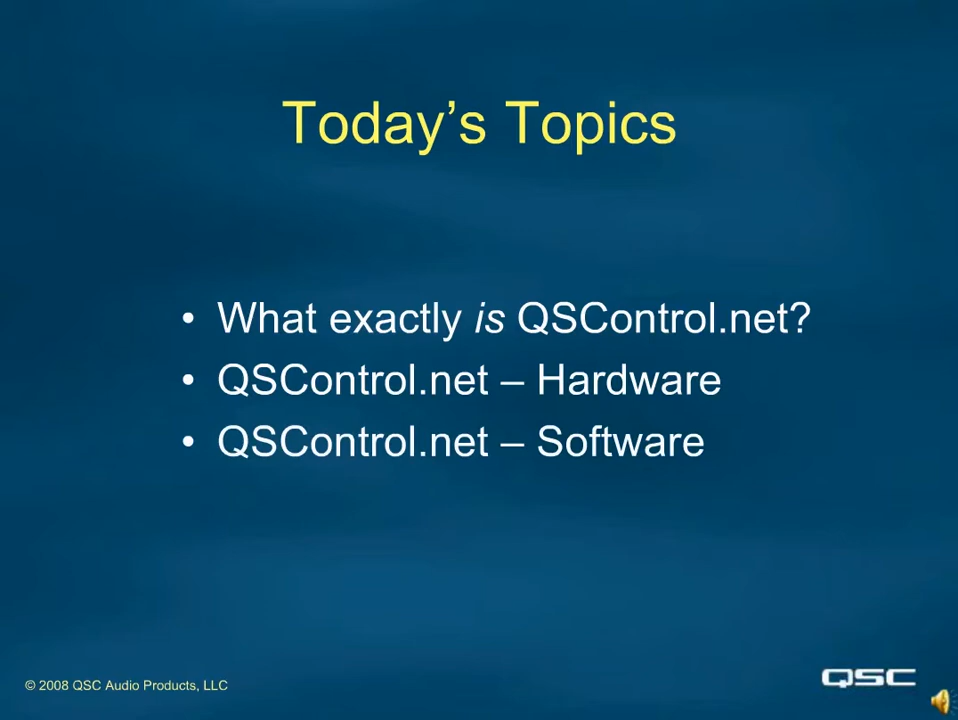 Today’s Topics
• What exactly is QSControl.net?
• QSControl.net – Hardware
• QSControl.net – Software
© 2008 QSC Audio Products, LLC
QSC